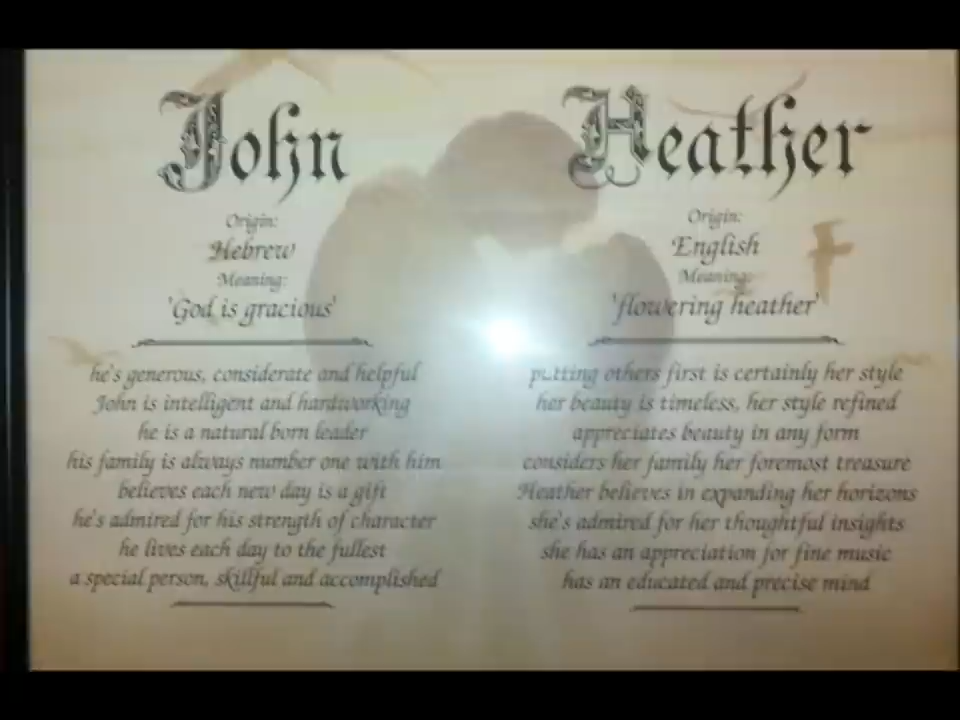 John
Origin:
Hebrew
Meaning:
'God is gracious'
he's generous, considerate and helpful
John is intelligent and hardworking
he is a natural born leader
his family is always number one with him
believes each new day is a gift
he's admired for his strength of character
he lives each day to the fullest
a special person, skillful and accomplished
Heather
Origin:
English
Meaning:
'flowering heather'
putting others first is certainly her style
her beauty is timeless, her style refined
appreciates beauty in any form
considers her family her foremost treasure
Heather believes in expanding her horizons
she's admired for her thoughtful insights
she has an appreciation for fine music
has an educated and precise mind